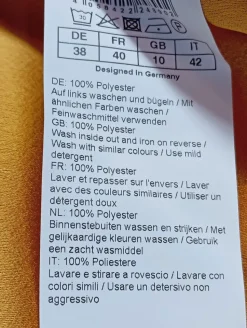 30
DE FR GB IT
38 40 10 42
Designed in Germany
DE: 100% Polyester
Auf links waschen und bügeln / Mit
ähnlichen Farben waschen /
Feinwaschmittel verwenden
GB: 100% Polyester
Wash inside out and iron on reverse /
Wash with similar colours / Use mild
detergent
FR: 100% Polyester
Laver et repasser sur l'envers / Laver
avec des couleurs similaires / Utiliser un
détergent doux
NL: 100% Polyester
Binnenstebuiten wassen en strijken / Met
gelijkaardige kleuren wassen / Gebruik
een zacht wasmiddel
IT: 100% Poliestere
Lavare e stirare a rovescio / Lavare con
colori simili / Usare un detersivo non
aggressivo